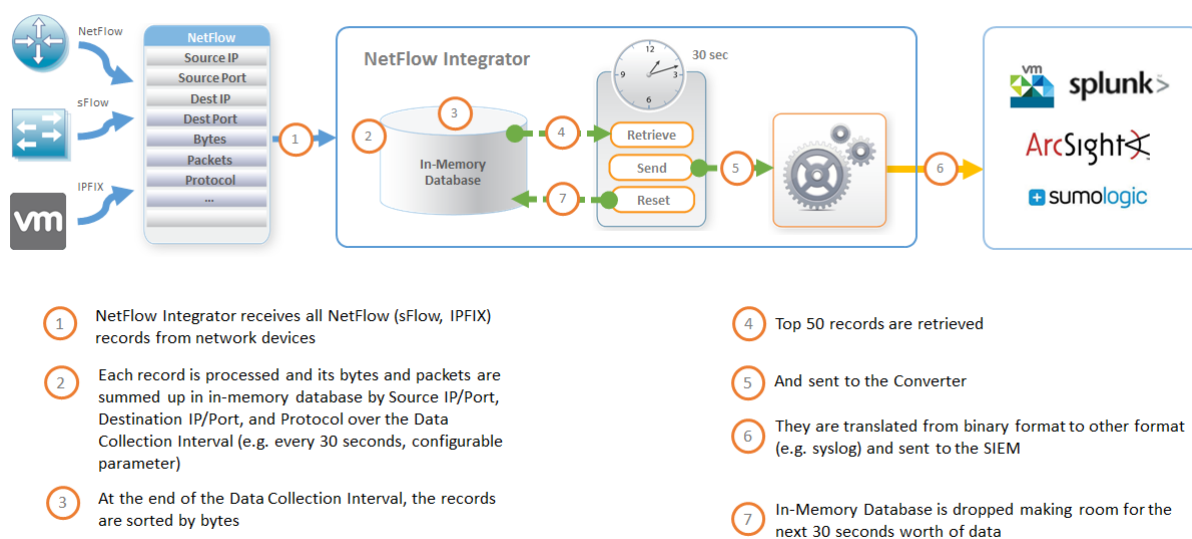 NetFlow
sFlow
IPFIX
vm
NetFlow
Source IP
Source Port
Dest IP
Dest Port
Bytes
Packets
Protocol
...
1
NetFlow Integrator
2
3
In-Memory
Database
4
7
12
3
6
9
30 sec
Retrieve
Send
Reset
5
6
vm
splunk>
ArcSight
sumologic
1
NetFlow Integrator receives all NetFlow (sFlow, IPFIX)
records from network devices
2
Each record is processed and its bytes and packets are
summed up in in-memory database by Source IP/Port,
Destination IP/Port, and Protocol over the Data
Collection Interval (e.g. every 30 seconds, configurable
parameter)
3
At the end of the Data Collection Interval, the records
are sorted by bytes
4
Top 50 records are retrieved
5
And sent to the Converter
6
They are translated from binary format to other format
(e.g. syslog) and sent to the SIEM
7
In-Memory Database is dropped making room for the
next 30 seconds worth of data